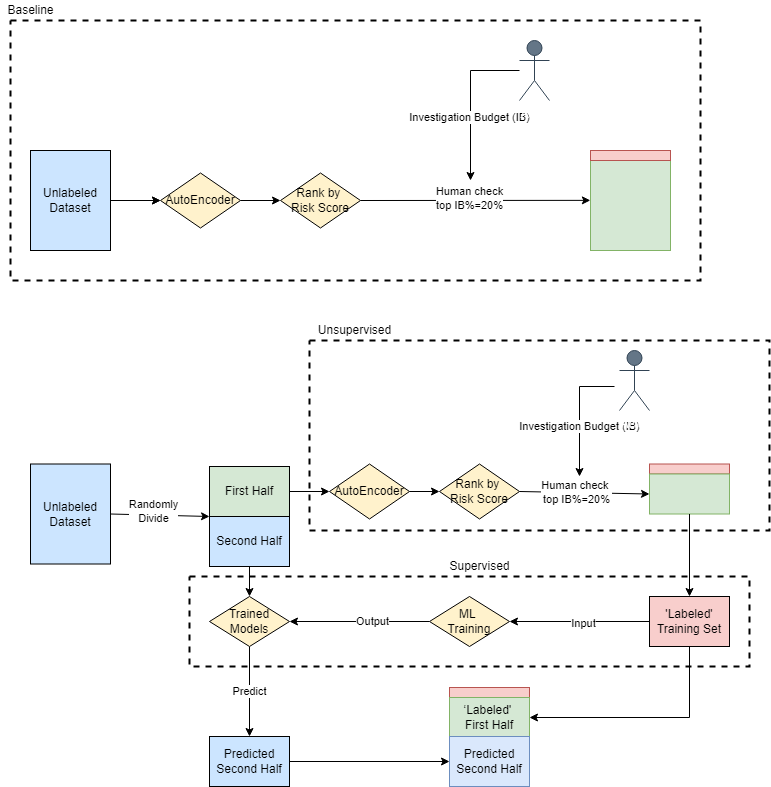 Baseline
Investigation Budget (IB)
Unlabeled
Dataset
AutoEncoder
Rank by
Risk Score
Human check
top IB%=20%
Unsupervised
Investigation Budget (IB)
Unlabeled
Dataset
Randomly
Divide
First Half
Second Half
AutoEncoder
Rank by
Risk Score
Human check
top IB%=20%
Supervised
Trained
Models
Output
ML
Training
Input
'Labeled'
Training Set
Predict
'Labeled'
First Half
Predicted
Second Half
Predicted
Second Half